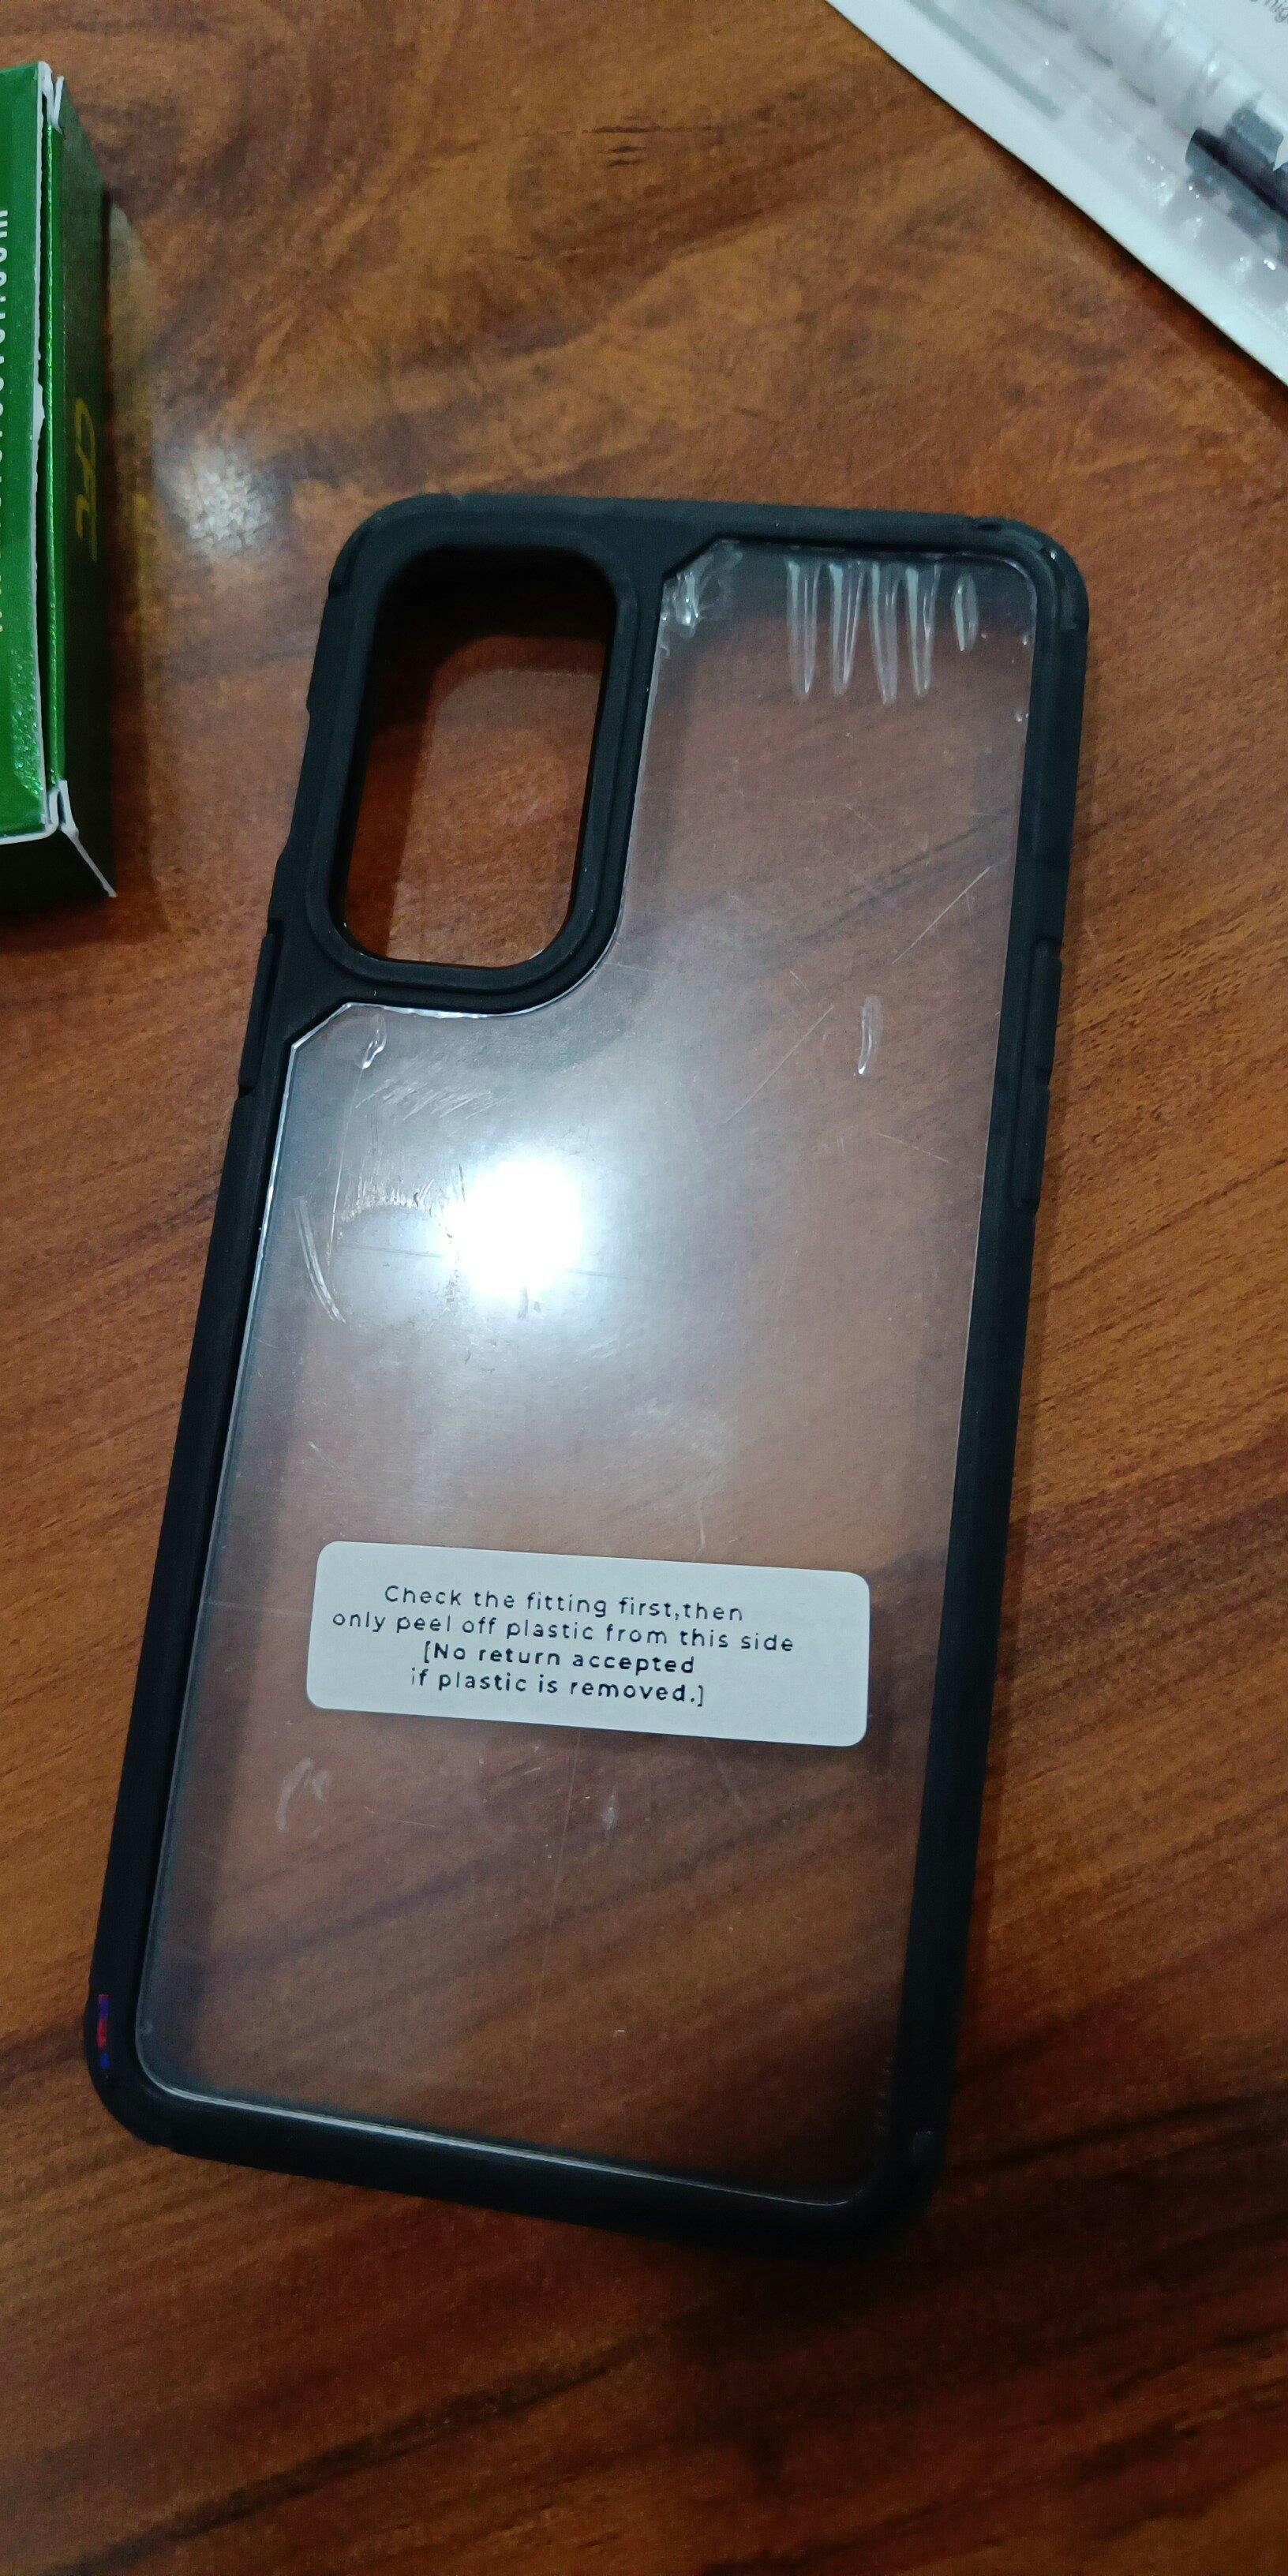 Check the fitting first,then
only peel off plastic from this side
[No return accepted
if plastic is removed.]